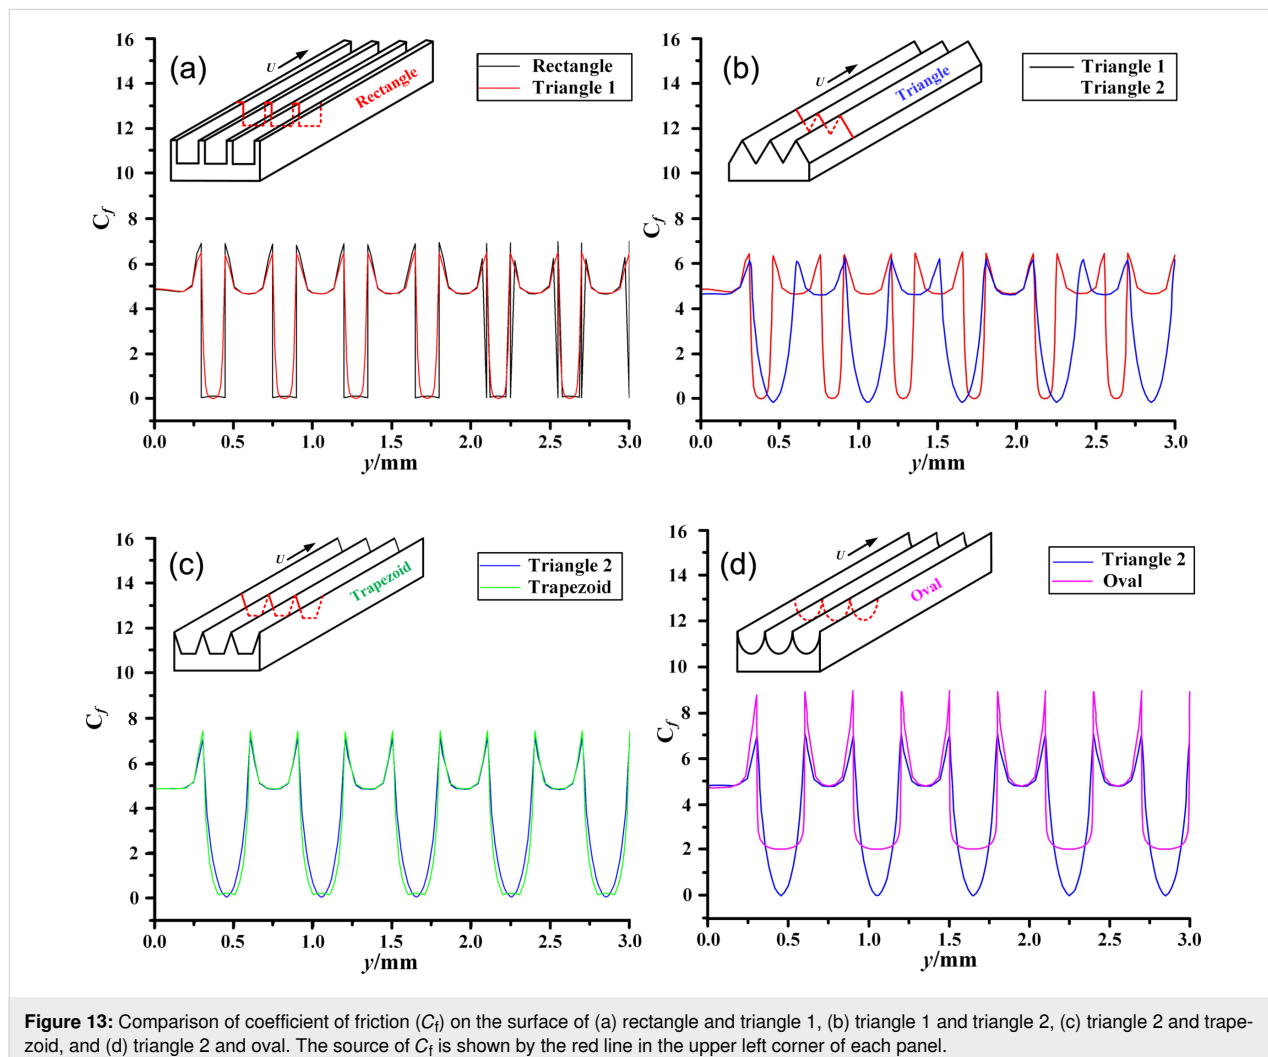 16
14
12
10
8
6
4
2
0
C_f
(a)
U
Rectangle
Rectangle
Triangle 1
0.0 0.5 1.0 1.5 2.0 2.5 3.0
y/mm
16
14
12
10
8
6
4
2
0
C_f
(b)
U
Triangle
Triangle 1
Triangle 2
0.0 0.5 1.0 1.5 2.0 2.5 3.0
y/mm
16
14
12
10
8
6
4
2
0
C_f
(c)
U
Trapezoid
Triangle 2
Trapezoid
0.0 0.5 1.0 1.5 2.0 2.5 3.0
y/mm
16
14
12
10
8
6
4
2
0
C_f
(d)
U
Oval
Triangle 2
Oval
0.0 0.5 1.0 1.5 2.0 2.5 3.0
y/mm
Figure 13: Comparison of coefficient of friction (C_f) on the surface of (a) rectangle and triangle 1, (b) triangle 1 and triangle 2, (c) triangle 2 and trape-
zoid, and (d) triangle 2 and oval. The source of C_f is shown by the red line in the upper left corner of each panel.